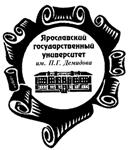 Ярославский
государственный
университет
им. П.Г. Демидова